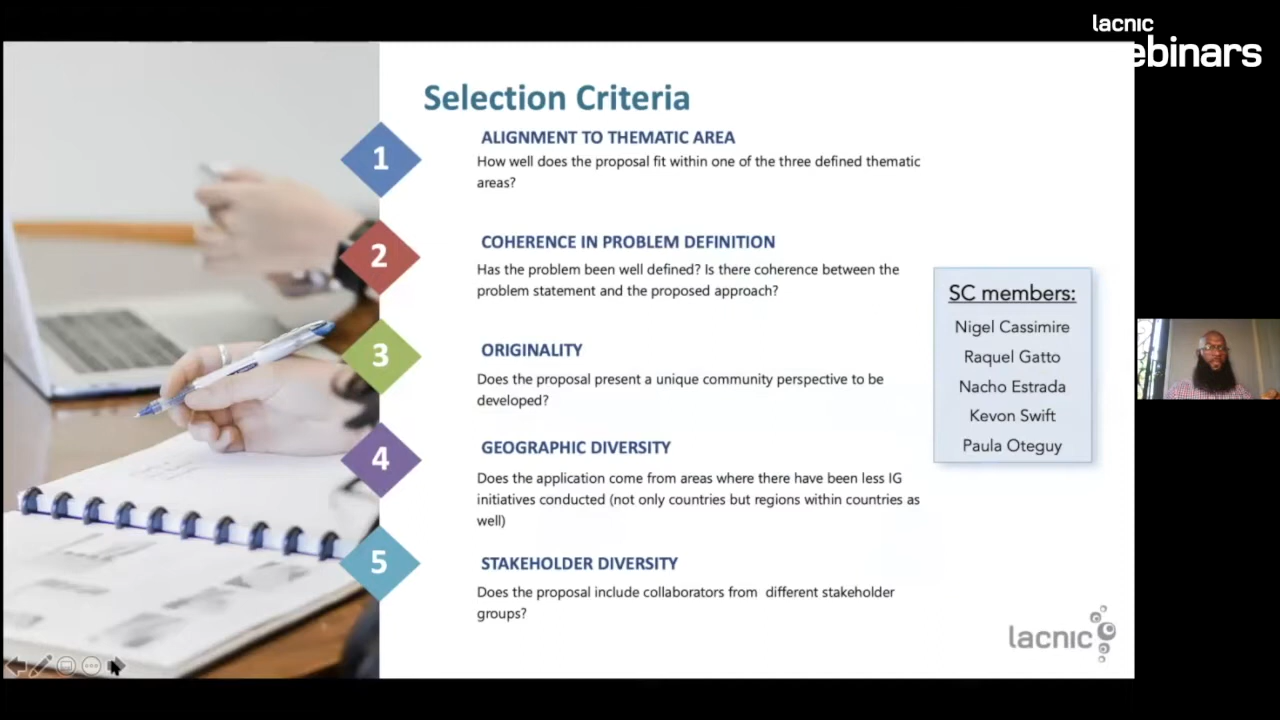 lacnic
ebinars
Selection Criteria
1
ALIGNMENT TO THEMATIC AREA
How well does the proposal fit within one of the three defined thematic
areas?
2
COHERENCE IN PROBLEM DEFINITION
Has the problem been well defined? Is there coherence between the
problem statement and the proposed approach?
3
ORIGINALITY
Does the proposal present a unique community perspective to be
developed?
4
GEOGRAPHIC DIVERSITY
Does the application come from areas where there have been less IG
initiatives conducted (not only countries but regions within countries as
well)
5
STAKEHOLDER DIVERSITY
Does the proposal include collaborators from  different stakeholder
groups?
SC members:
Nigel Cassimire
Raquel Gatto
Nacho Estrada
Kevon Swift
Paula Oteguy
lacnic